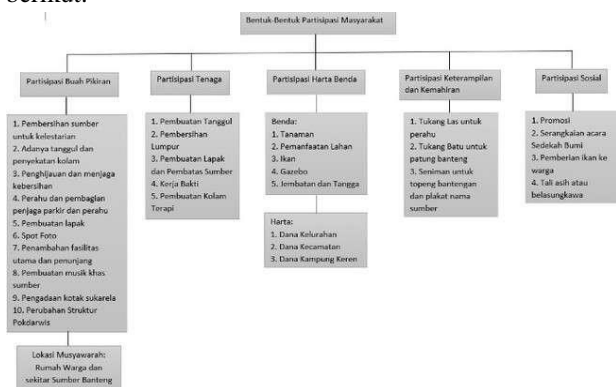 berikut:
Bentuk-Bentuk Partisipasi Masyarakat
Partisipasi Buah Pikiran
1. Pembersihan sumber
untuk kelestarian
2. Adanya tanggul dan
penyekatan kolam
3. Penghijauan dan menjaga
kebersihan
4. Perahu dan pembagian
penjaga parkir dan perahu
5. Pembuatan lapak
6. Spot Foto
7. Penambahan fasilitas
utama dan penunjang
8. Pembuatan musik khas
sumber
9. Pengadaan kotak sukarela
10. Perubahan Struktur
Pokdarwis
Lokasi Musyawarah:
Rumah Warga dan
sekitar Sumber Banteng
Partisipasi Tenaga
1. Pembuatan Tanggul
2. Pembersihan
Lumpur
3. Pembuatan Lapak
dan Pembatas Sumber
4. Kerja Bakti
5. Pembuatan Kolam
Terapi
Partisipasi Harta Benda
Benda:
1. Tanaman
2. Pemanfaatan Lahan
3. Ikan
4. Gazebo
5. Jembatan dan Tangga
Harta:
1. Dana Kelurahan
2. Dana Kecamatan
3. Dana Kampung Keren
Partisipasi Keterampilan
dan Kemahiran
1. Tukang Las untuk
perahu
2. Tukang Batu untuk
patung banteng
3. Seniman untuk
topeng bantengan
dan plakat nama
sumber
Partisipasi Sosial
1. Promosi
2. Serangkaian acara
Sedekah Bumi
3. Pemberian ikan ke
warga
4. Tali asih atau
belasungkawa